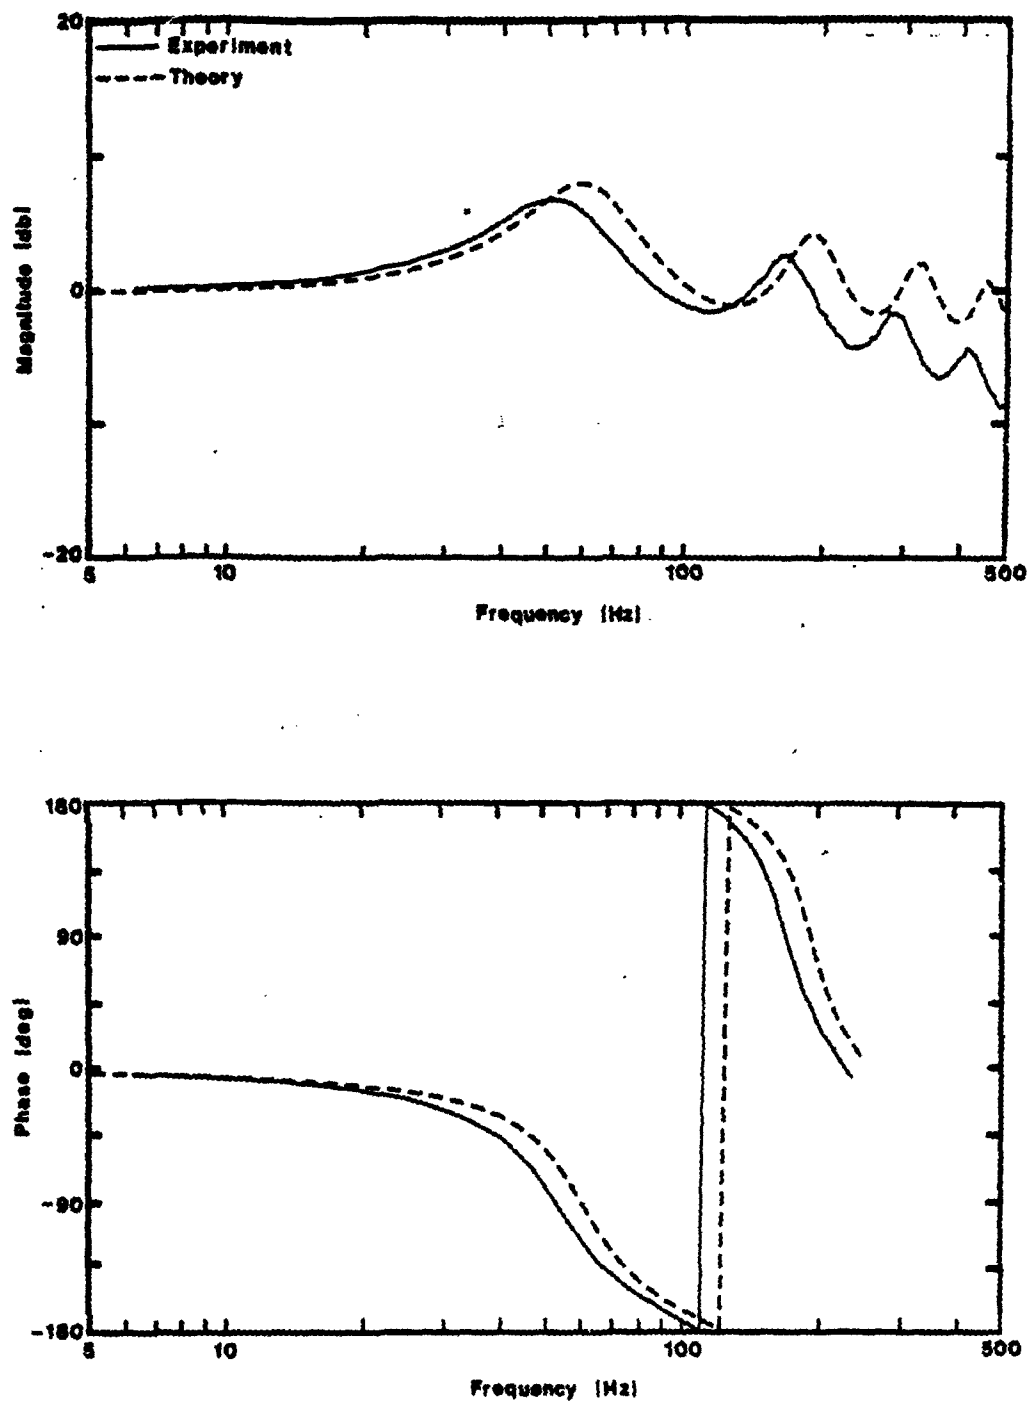 20
Experiment
Theory
Magnitude [db]
0
-20
5 10 100 500
Frequency [Hz]
180
90
Phase [deg]
0
-90
-180
5 10 100 500
Frequency [Hz]